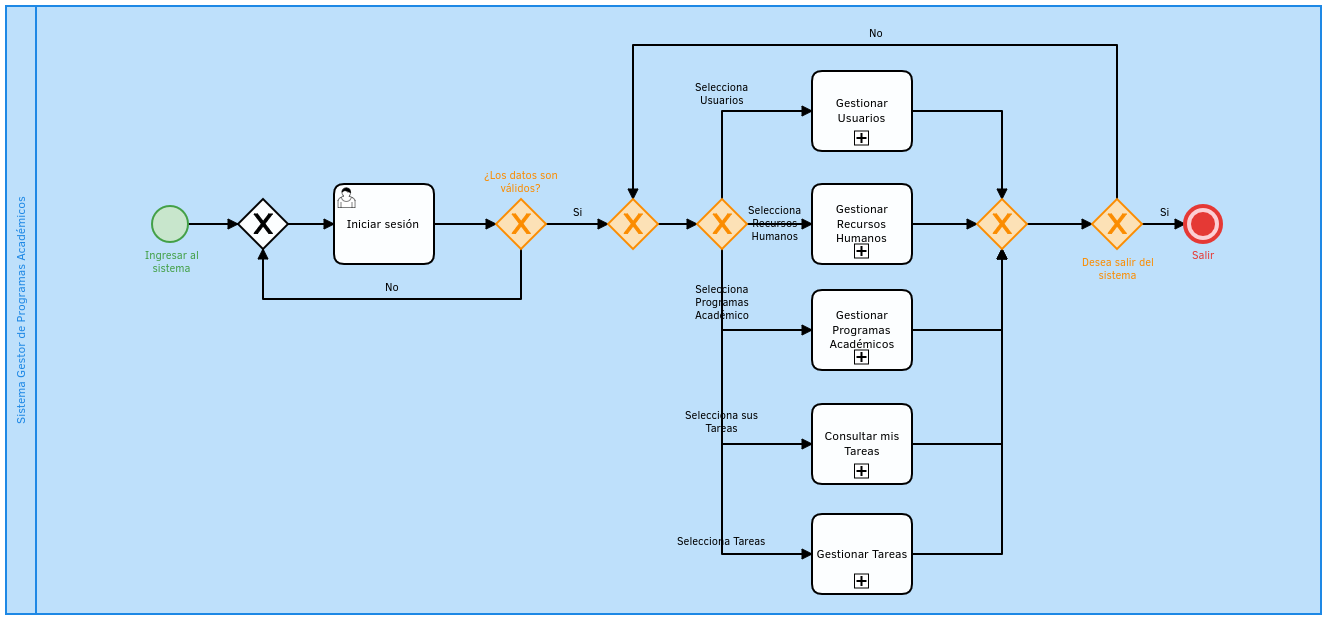 Sistema Gestor de Programas Académicos
No
Selecciona
Usuarios
Gestionar
Usuarios
¿Los datos son
válidos?
Iniciar sesión
Si
Selecciona
Recursos
Humanos
Gestionar
Recursos
Humanos
Si
Ingresar al
sistema
Desea salir del
sistema
Salir
No
Selecciona
Programas
Académico
Gestionar
Programas
Académicos
Selecciona sus
Tareas
Consultar mis
Tareas
Selecciona Tareas
Gestionar Tareas